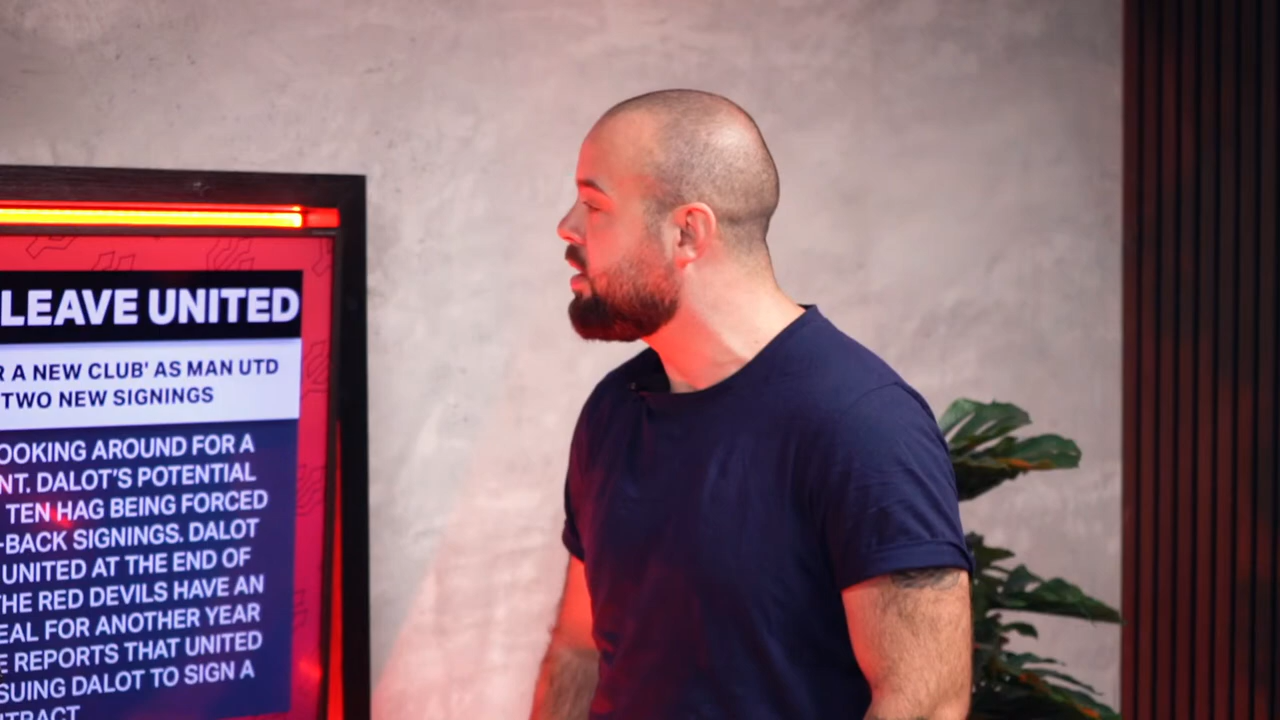 LEAVE UNITED
R A NEW CLUB' AS MAN UTD
TWO NEW SIGNINGS
OOKING AROUND FOR A
NT. DALOT'S POTENTIAL
TEN HAG BEING FORCED
-BACK SIGNINGS. DALOT
UNITED AT THE END OF
THE RED DEVILS HAVE AN
EAL FOR ANOTHER YEAR
E REPORTS THAT UNITED
SUING DALOT TO SIGN A
NTRACT